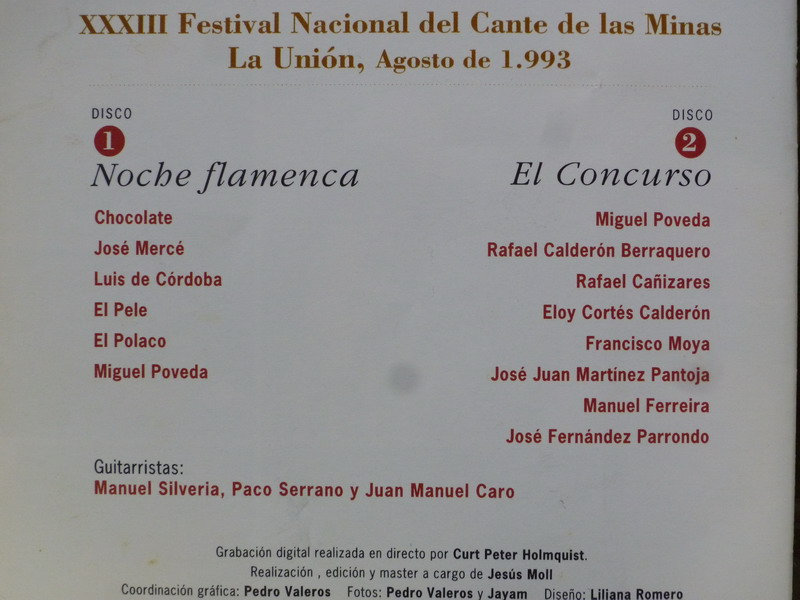 XXXIII Festival Nacional del Cante de las Minas
La Unión, Agosto de 1.993
DISCO
1
Noche flamenca
Chocolate
José Mercé
Luis de Córdoba
El Pele
El Polaco
Miguel Poveda
DISCO
2
El Concurso
Miguel Poveda
Rafael Calderón Berraquero
Rafael Cañizares
Eloy Cortés Calderón
Francisco Moya
José Juan Martínez Pantoja
Manuel Ferreira
José Fernández Parrondo
Guitarristas:
Manuel Silveria, Paco Serrano y Juan Manuel Caro
Grabación digital realizada en directo por Curt Peter Holmquist.
Realización , edición y master a cargo de Jesús Moll
Coordinación gráfica: Pedro Valeros Fotos: Pedro Valeros y Jayam Diseño: Liliana Romero